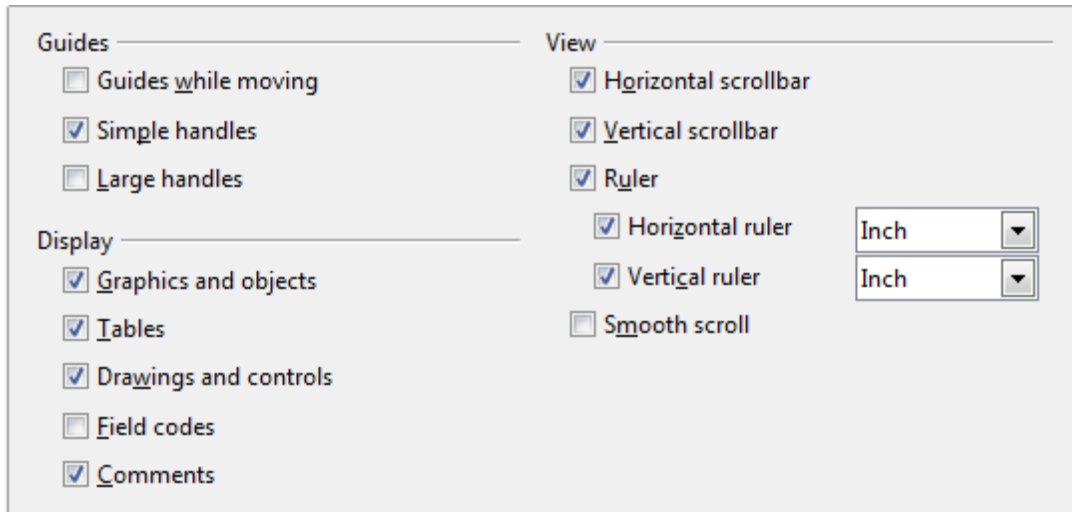 Guides
Guides while moving
Simple handles
Large handles
Display
Graphics and objects
Tables
Drawings and controls
Field codes
Comments
View
Horizontal scrollbar
Vertical scrollbar
Ruler
Horizontal ruler Inch
Vertical ruler Inch
Smooth scroll